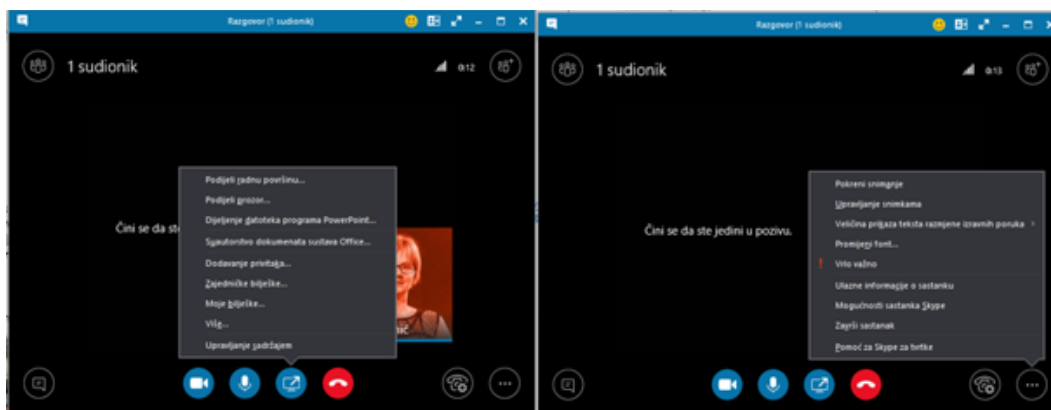 Razgovor (1 sudionik)
1 sudionik
0:12
Podijeli radnu površinu...
Podijeli prozor...
Dijeljenje datoteka programa PowerPoint...
Čini se da ste
Suautorstvo dokumenata sustava Office...
Dodavanje privitaka...
Zajedničke bilješke...
Moje bilješke...
Više...
Upravljanje sadržajem
nić
Razgovor (1 sudionik)
1 sudionik
0:13
Pokreni snimanje
Upravljanje snimkama
Veličina prikaza teksta razmjene izravnih poruka
Čini se da ste jedini u pozivu.
Promijeni font...
! Vrlo važno
Ulazne informacije o sastanku
Mogućnosti sastanka Skype
Završi sastanak
Pomoć za Skype za tvrtke